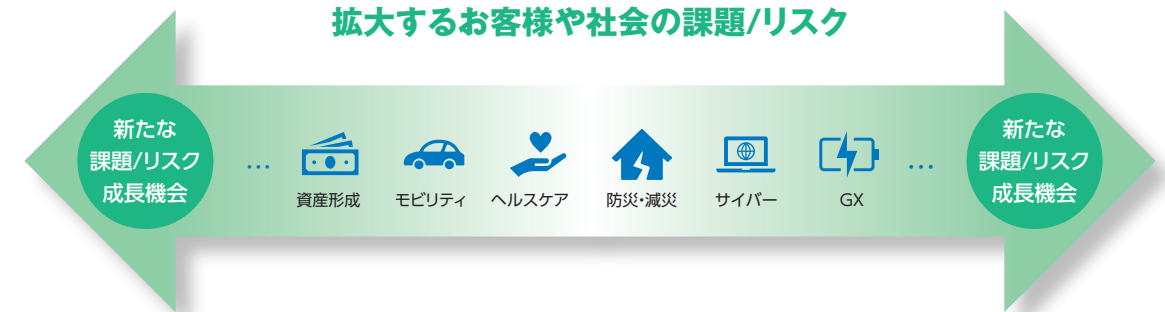 拡大するお客様や社会の課題/リスク
新たな
課題/リスク
成長機会
…
資産形成
モビリティ
ヘルスケア
防災・減災
サイバー
GX
…
新たな
課題/リスク
成長機会